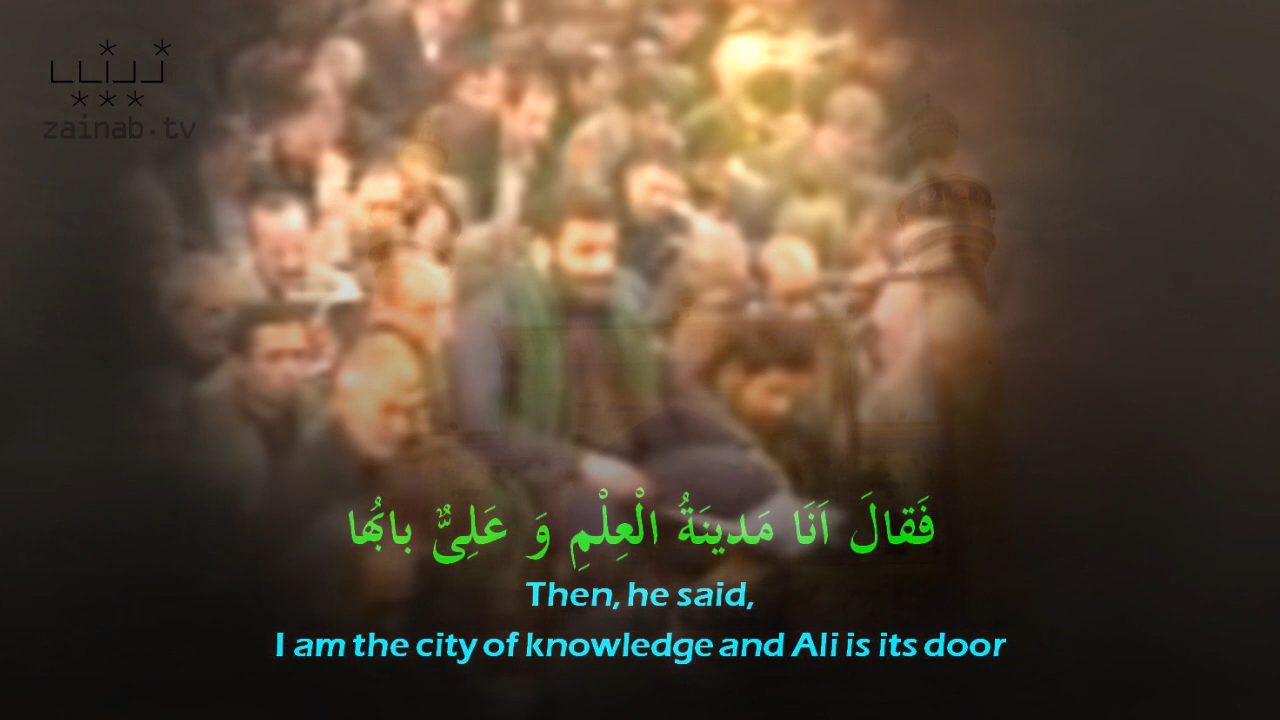 zainab.tv
فَقالَ اَنَا مَدينَةُ الْعِلْمِ وَ عَلِىٌّ بابُها
Then, he said,
I am the city of knowledge and Ali is its door